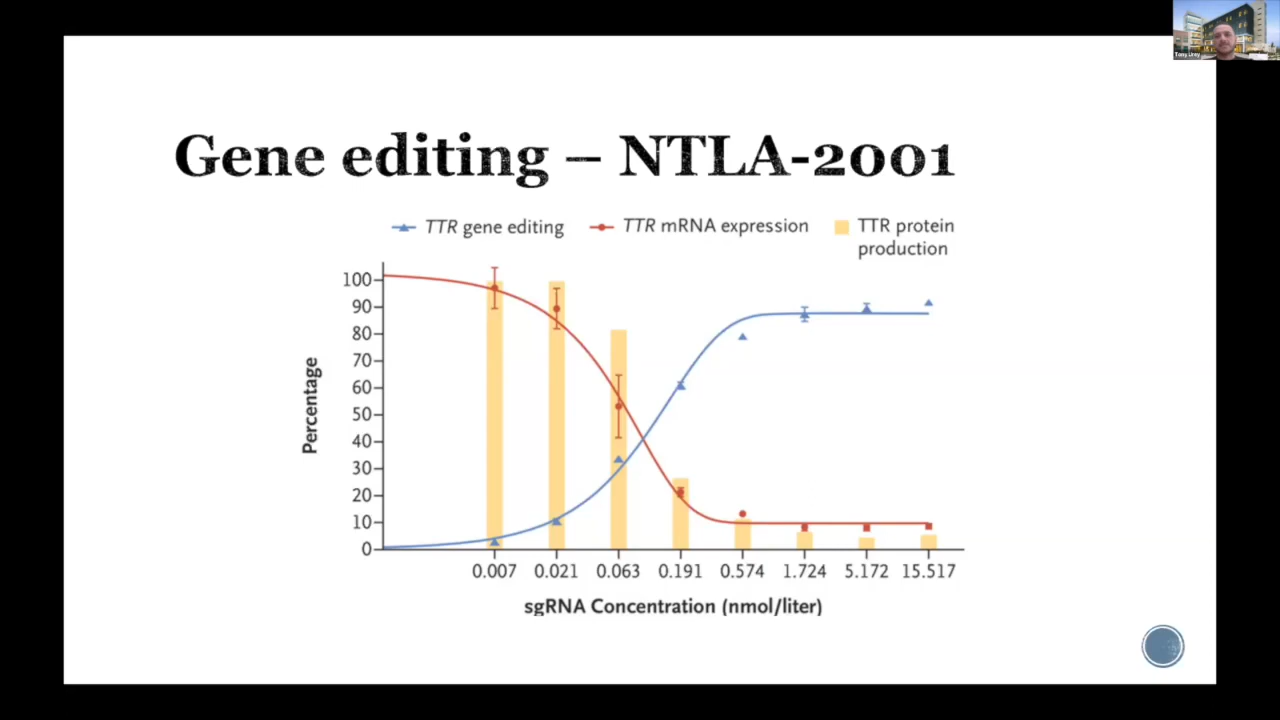 Tony Urey
Gene editing – NTLA-2001
TTR gene editing
TTR mRNA expression
TTR protein
production
100
90
80
70
60
50
40
30
20
10
0
Percentage
0.007 0.021 0.063 0.191 0.574 1.724 5.172 15.517
sgRNA Concentration (nmol/liter)